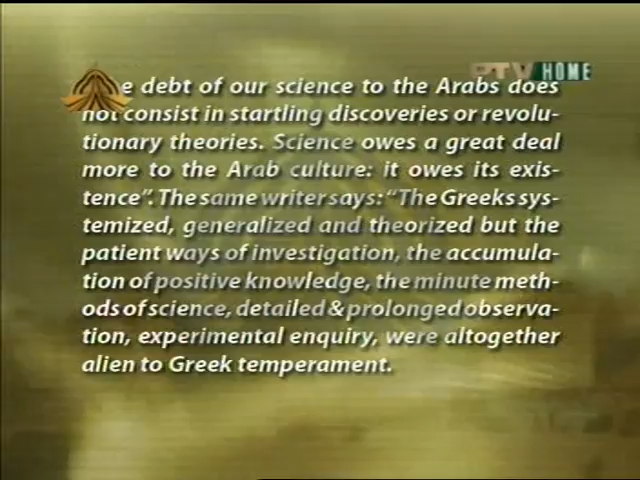 PTV HOME
e debt of our science to the Arabs does
not consist in startling discoveries or revolu-
tionary theories. Science owes a great deal
more to the Arab culture: it owes its exis-
tence”. The same writer says: “The Greeks sys-
temized, generalized and theorized but the
patient ways of investigation, the accumula-
tion of positive knowledge, the minute meth-
ods of science, detailed & prolonged observa-
tion, experimental enquiry, were altogether
alien to Greek temperament.